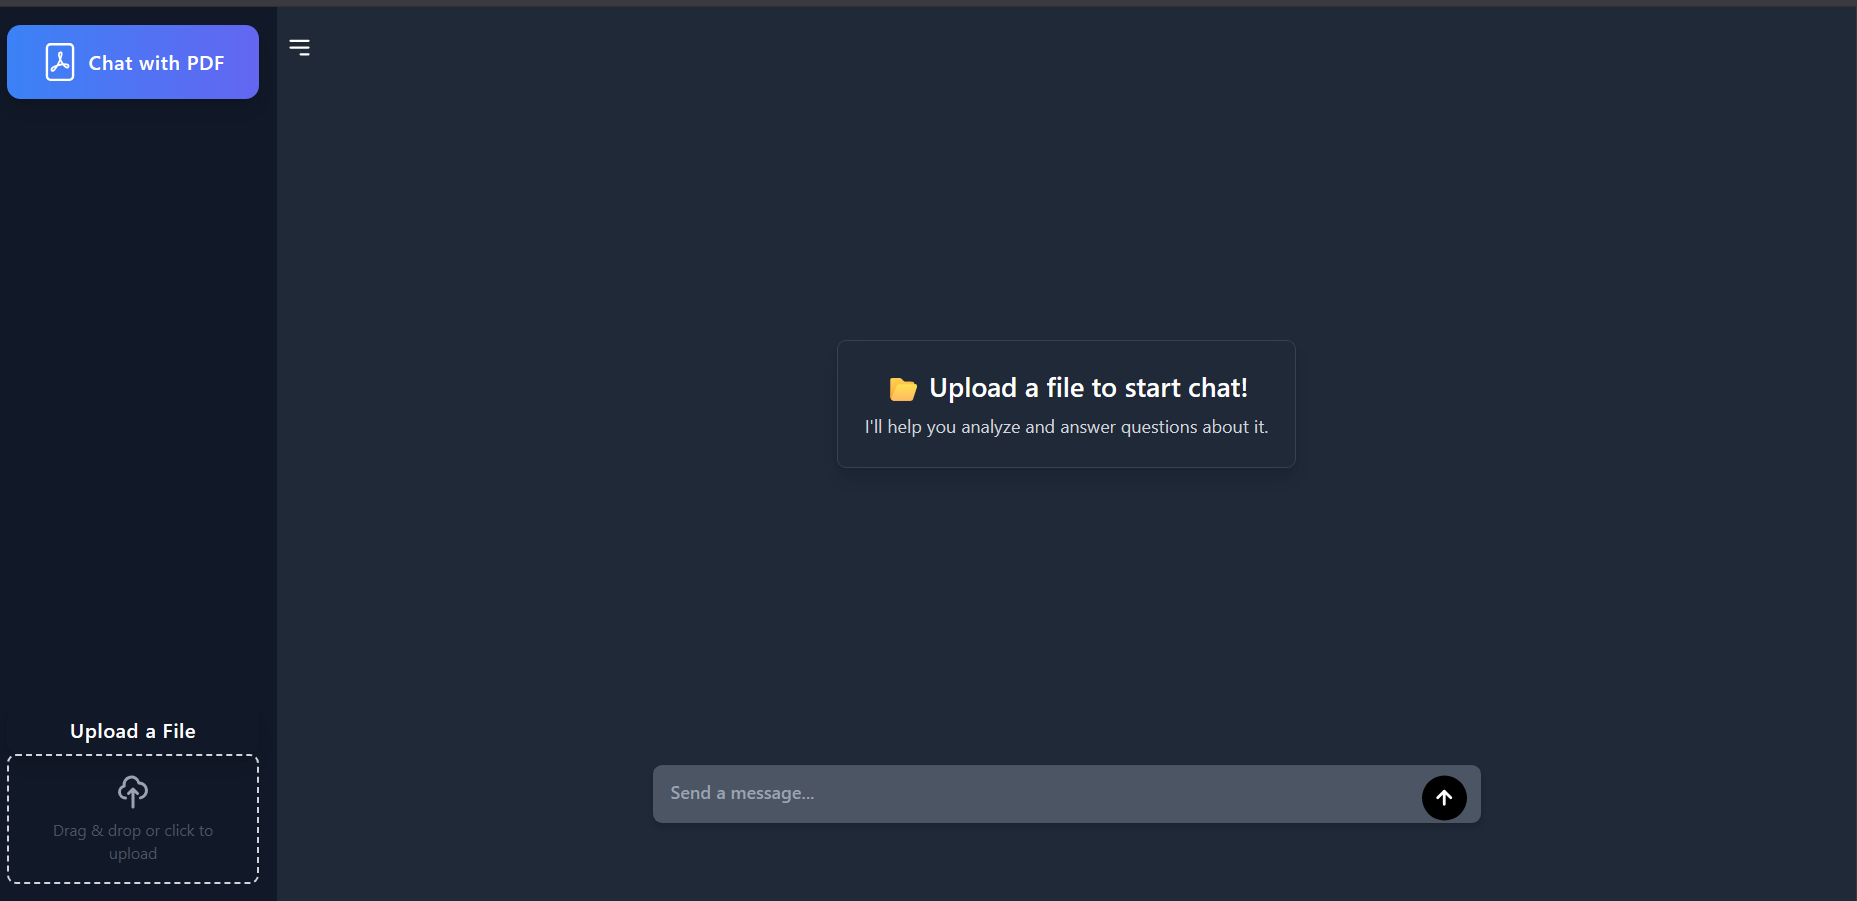 Chat with PDF
📂 Upload a file to start chat!
I'll help you analyze and answer questions about it.
Upload a File
Drag & drop or click to
upload
Send a message...